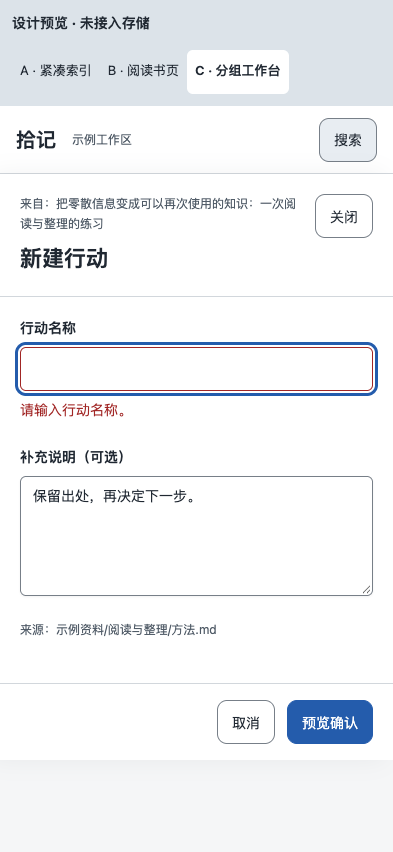 设计预览 · 未接入存储
A · 紧凑索引
B · 阅读书页
C · 分组工作台
拾记
示例工作区
搜索
来自：把零散信息变成可以再次使用的知识：一次阅
读与整理的练习
关闭
新建行动
行动名称
请输入行动名称。
补充说明（可选）
保留出处，再决定下一步。
来源：示例资料/阅读与整理/方法.md
取消
预览确认